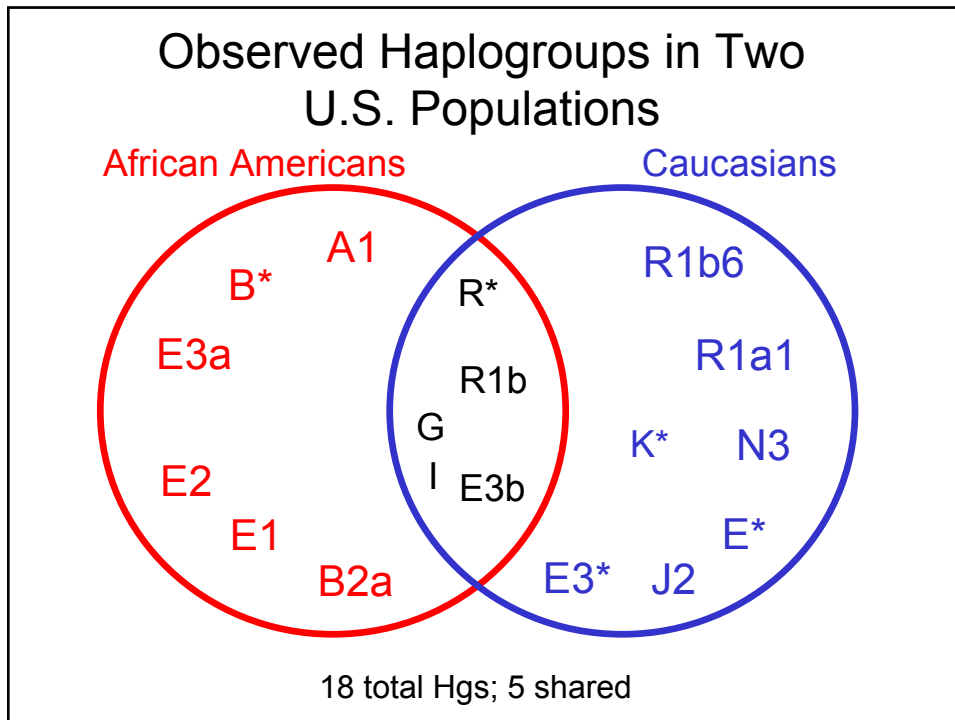 Observed Haplogroups in Two
U.S. Populations
African Americans
Caucasians
A1
B*
E3a
E2
E1
B2a
R*
R1b
G
I
E3b
R1b6
R1a1
K*
N3
E*
E3*
J2
18 total Hgs; 5 shared